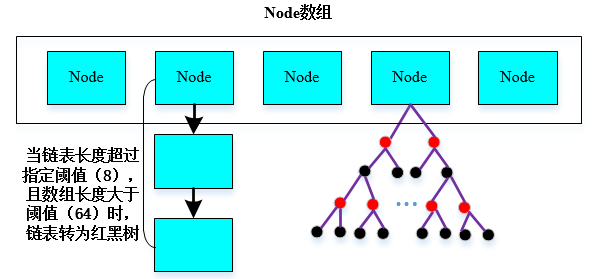 Node数组
Node
Node
Node
Node
Node
当链表长度超过
指定阈值（8），
且数组长度大于
阈值（64）时，
链表转为红黑树